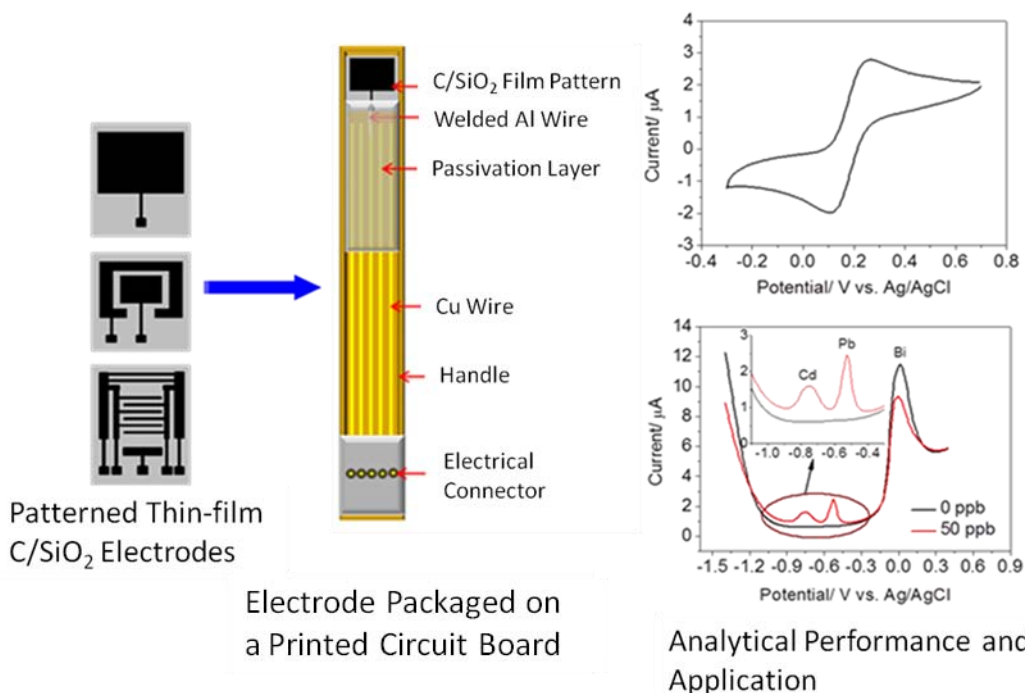 Patterned Thin-film
C/SiO₂ Electrodes
C/SiO₂ Film Pattern
Welded Al Wire
Passivation Layer
Cu Wire
Handle
Electrical
Connector
Electrode Packaged on
a Printed Circuit Board
4
3
2
1
0
-1
-2
-3
Current/ μA
-0.4 -0.2 0.0 0.2 0.4 0.6 0.8
Potential/ V vs. Ag/AgCl
14
12
10
8
6
4
2
0
Current/ μA
3
2
1
0
Cd
Pb
-1.0 -0.8 -0.6 -0.4
Bi
0 ppb
50 ppb
-1.5 -1.2 -0.9 -0.6 -0.3 0.0 0.3 0.6 0.9
Potential/ V vs. Ag/AgCl
Analytical Performance and
Application